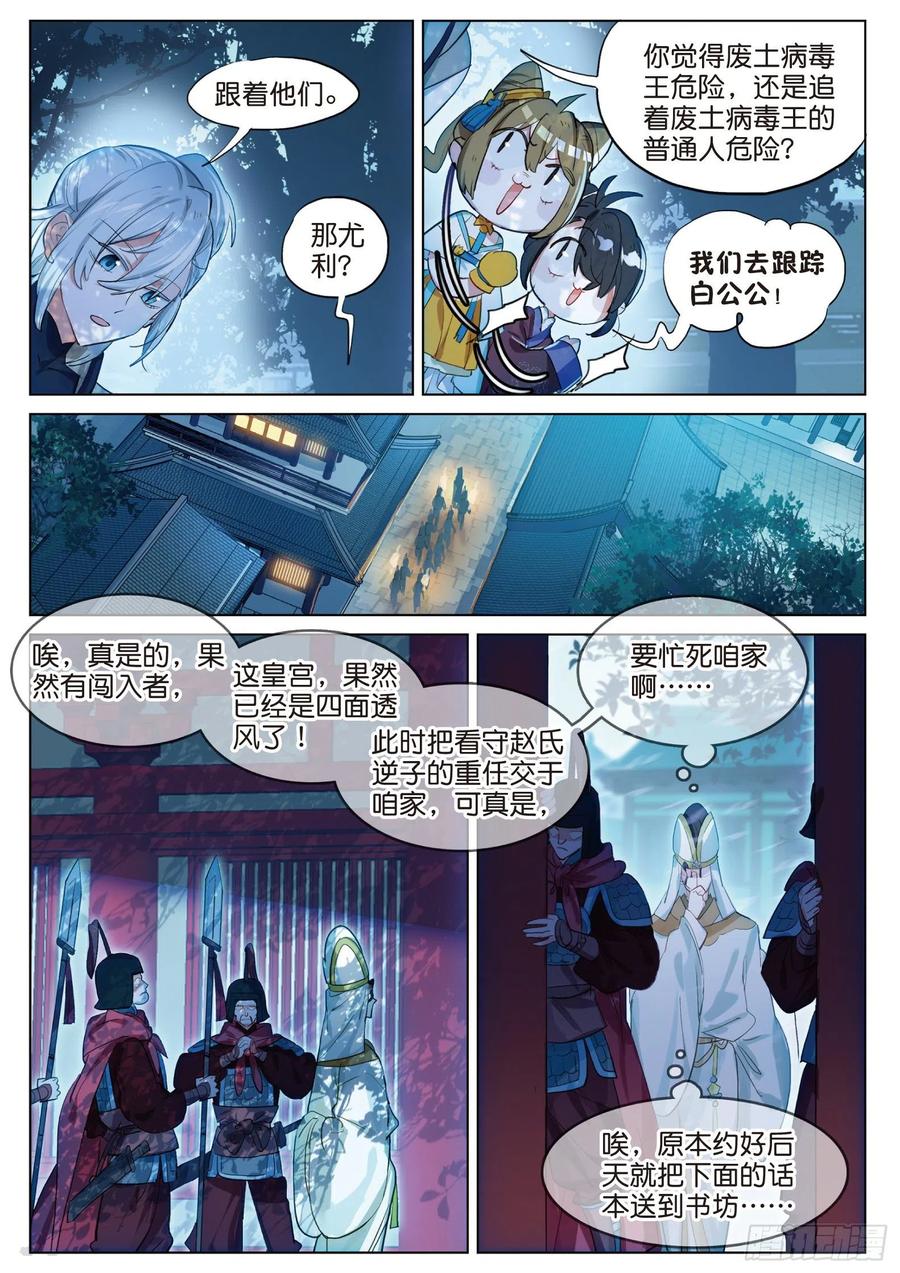 跟着他们。
那尤
利？
你觉得废土病毒
王危险，还是追
着废土病毒王的
普通人危险？
我们去跟踪
白公公！
唉，真是的，果
然有闯入者，
这皇宫，果然
已经是四面透
风了！
此时把看守赵氏
逆子的重任交于
咱家，可真是，
要忙死咱家
啊……
唉，原本约好后
天就把下面的话
本送到书坊……
腾讯动漫